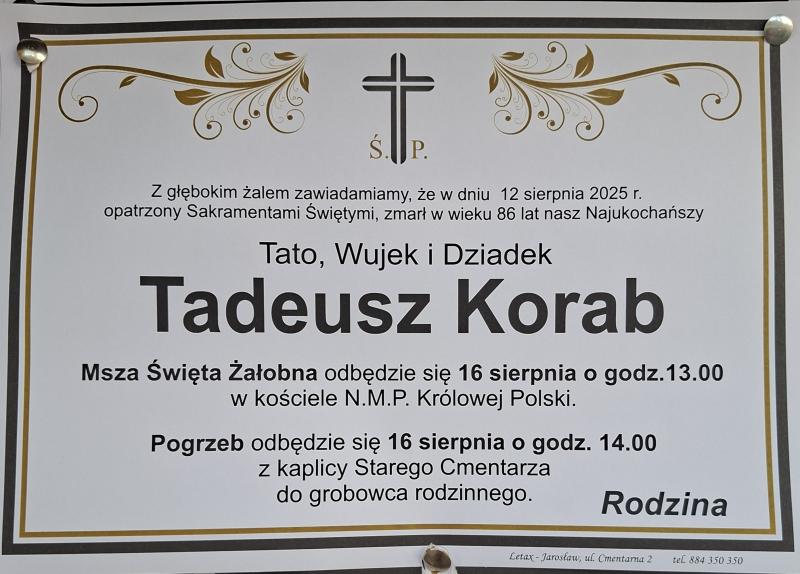 Ś. P.
Z głębokim żalem zawiadamiamy, że w dniu 12 sierpnia 2025 r.
opatrzony Sakramentami Świętymi, zmarł w wieku 86 lat nasz Najukochańszy
Tato, Wujek i Dziadek
Tadeusz Korab
Msza Święta Żałobna odbędzie się 16 sierpnia o godz.13.00
w kościele N.M.P. Królowej Polski.
Pogrzeb odbędzie się 16 sierpnia o godz. 14.00
z kaplicy Starego Cmentarza
do grobowca rodzinnego.
Rodzina
Letax - Jarosław, ul. Cmentarna 2 tel. 884 350 350